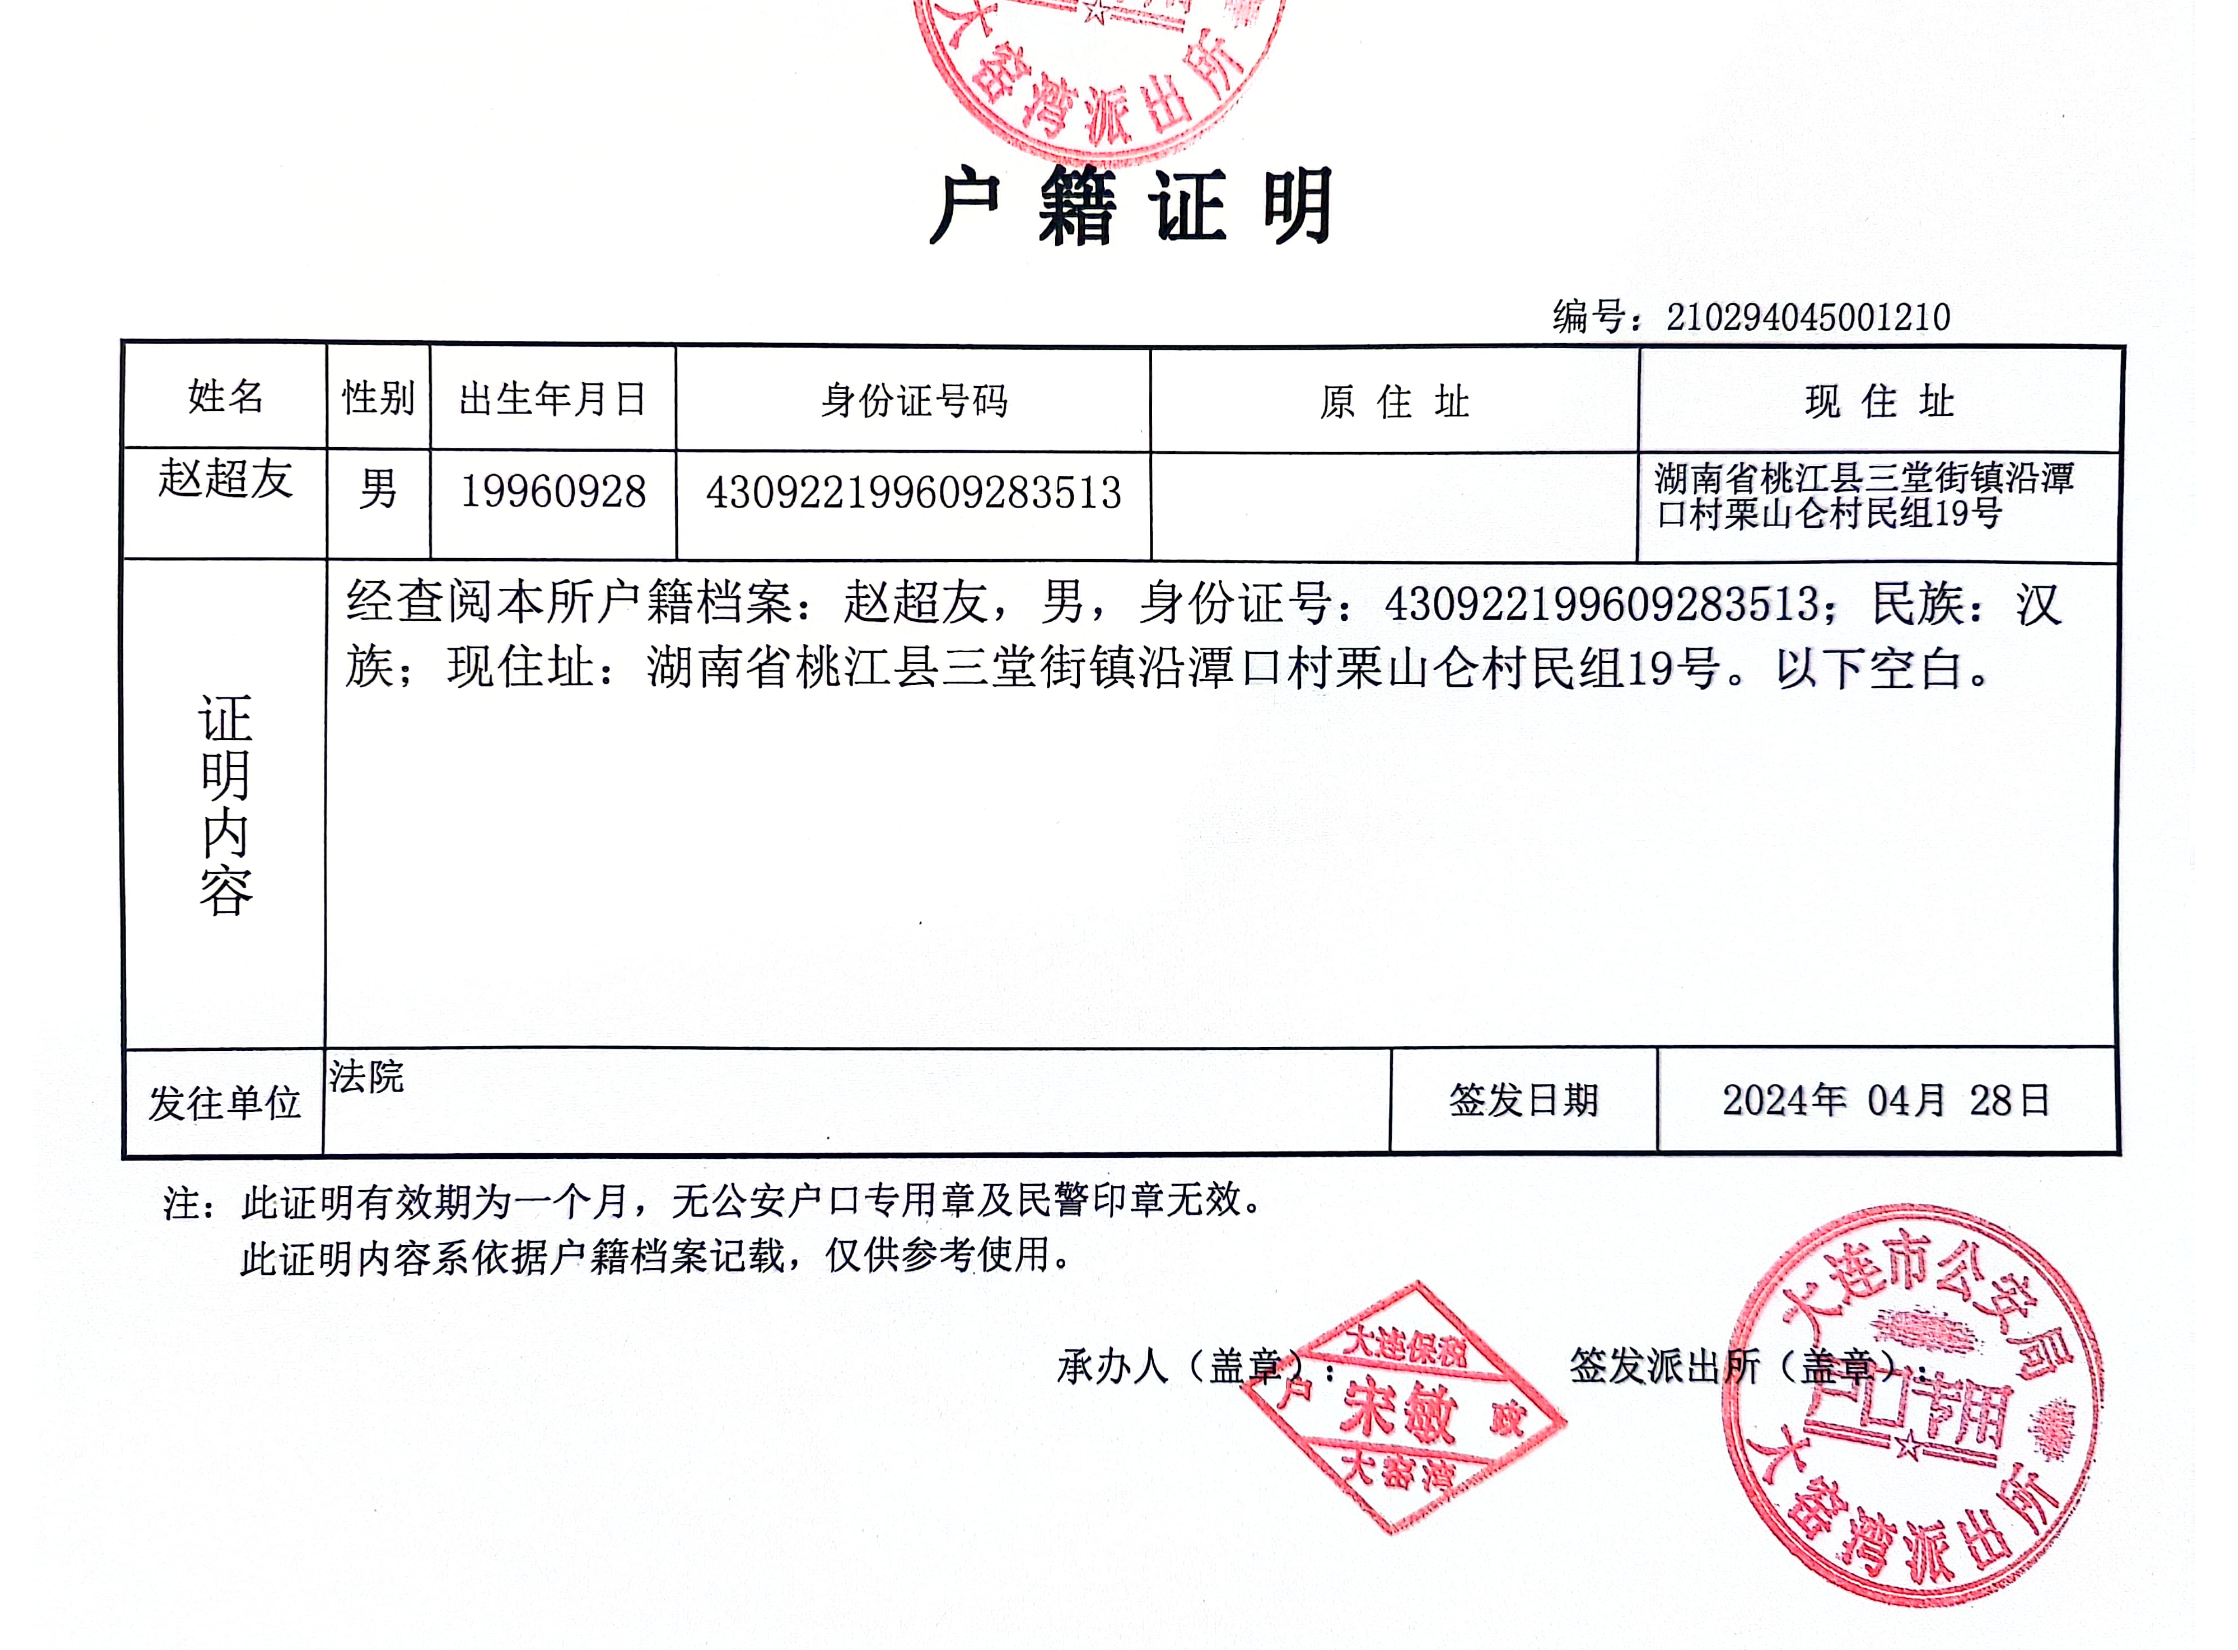 大窑湾派出所
户籍证明
编号：210294045001210
姓名 性别 出生年月日 身份证号码 原住址 现住址
赵超友 男 19960928 430922199609283513 湖南省桃江县三堂街镇沿潭
口村栗山仑村民组19号
证明内容
经查阅本所户籍档案：赵超友，男，身份证号：430922199609283513；民族：汉
族；现住址：湖南省桃江县三堂街镇沿潭口村栗山仑村民组19号。以下空白。
发往单位 法院 签发日期 2024年 04月 28日
注：此证明有效期为一个月，无公安户口专用章及民警印章无效。
此证明内容系依据户籍档案记载，仅供参考使用。
承办人（盖章）： 签发派出所（盖章）：
大连保税
户 宋敏 政
大窑湾
大连市公安局
户口专用
大窑湾派出所